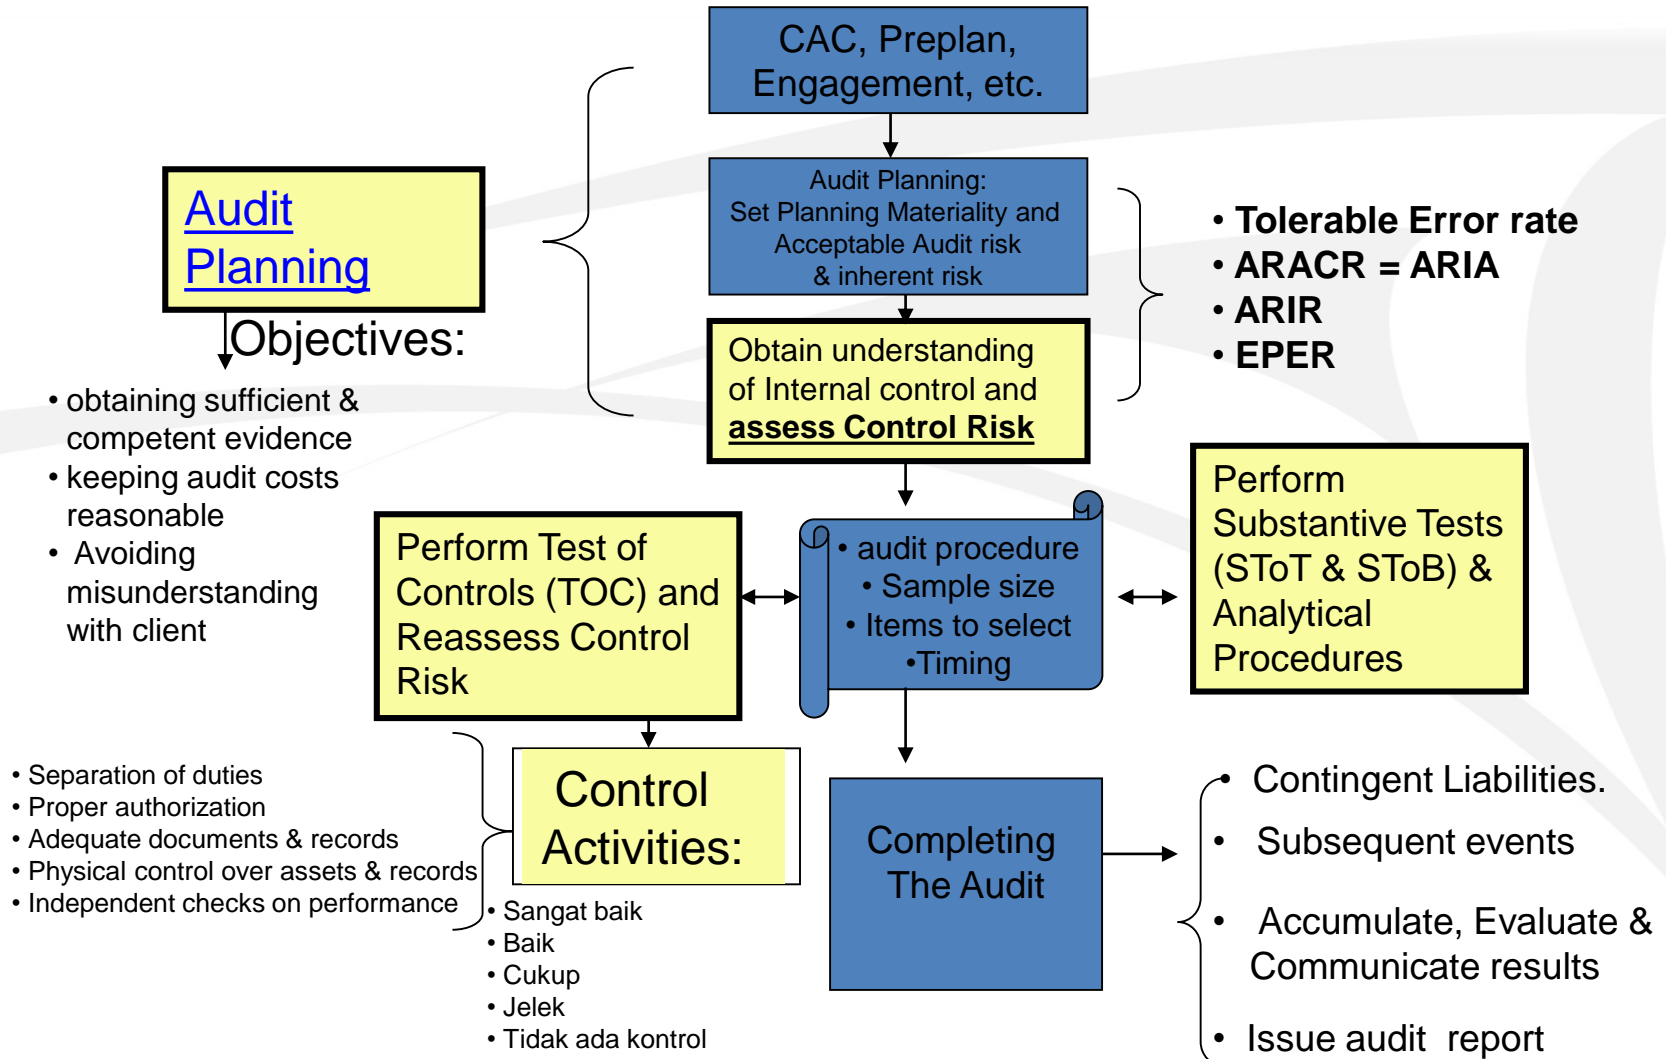 CAC, Preplan,
Engagement, etc.
Audit
Planning
Audit Planning:
Set Planning Materiality and
Acceptable Audit risk
& inherent risk
• Tolerable Error rate
• ARACR = ARIA
• ARIR
• EPER
Objectives:
• obtaining sufficient &
competent evidence
• keeping audit costs
reasonable
• Avoiding
misunderstanding
with client
Obtain understanding
of Internal control and
assess Control Risk
Perform Test of
Controls (TOC) and
Reassess Control
Risk
• audit procedure
• Sample size
• Items to select
•Timing
Perform
Substantive Tests
(SToT & SToB) &
Analytical
Procedures
• Separation of duties
• Proper authorization
• Adequate documents & records
• Physical control over assets & records
• Independent checks on performance
Control
Activities:
• Sangat baik
• Baik
• Cukup
• Jelek
• Tidak ada kontrol
Completing
The Audit
• Contingent Liabilities.
• Subsequent events
• Accumulate, Evaluate &
Communicate results
• Issue audit report